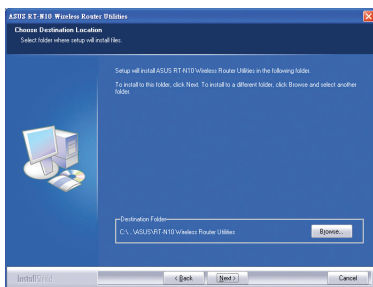 ASUS RT-N10 Wireless Router Utilities
Choose Destination Location
Select folder where setup will install files.
Setup will install ASUS RT-N10 Wireless Router Utilities in the following folder.
To install to this folder, click Next. To install to a different folder, click Browse and select another
folder.
Destination Folder
C:\...\ASUS\RT-N10 Wireless Router Utilities
Browse...
InstallShield
< Back
Next >
Cancel